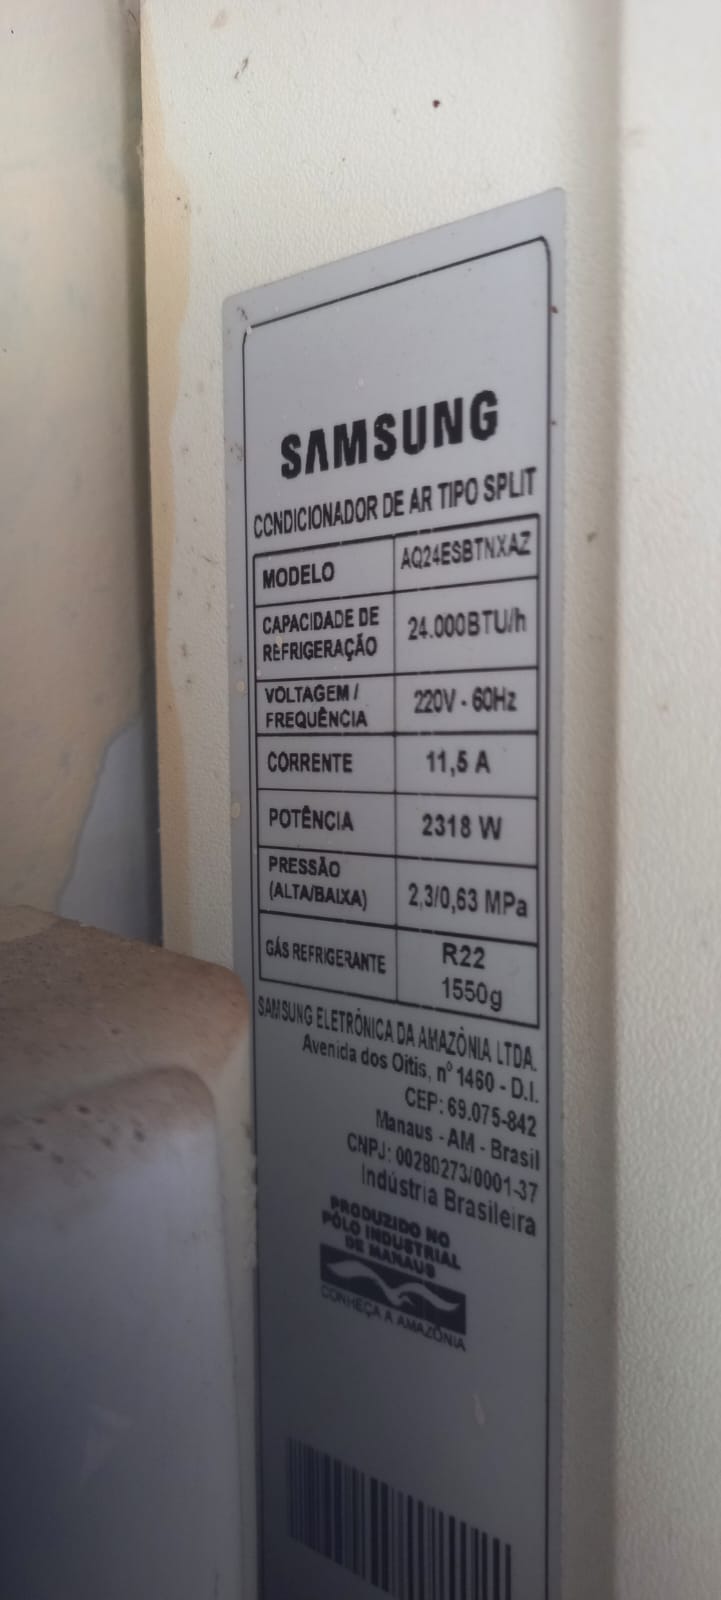 SAMSUNG
CONDICIONADOR DE AR TIPO SPLIT
MODELO AQ24ESBTNXAZ
CAPACIDADE DE REFRIGERAÇÃO 24.000BTU/h
VOLTAGEM / FREQUÊNCIA 220V - 60Hz
CORRENTE 11,5 A
POTÊNCIA 2318 W
PRESSÃO (ALTA/BAIXA) 2,3/0,63 MPa
GÁS REFRIGERANTE R22 1550g
SAMSUNG ELETRÔNICA DA AMAZÔNIA LTDA.
Avenida dos Oitis, nº 1460 - D.I.
CEP: 69.075-842
Manaus - AM - Brasil
CNPJ: 00280273/0001-37
Indústria Brasileira
PRODUZIDO NO
PÓLO INDUSTRIAL
DE MANAUS
CONHEÇA A AMAZÔNIA